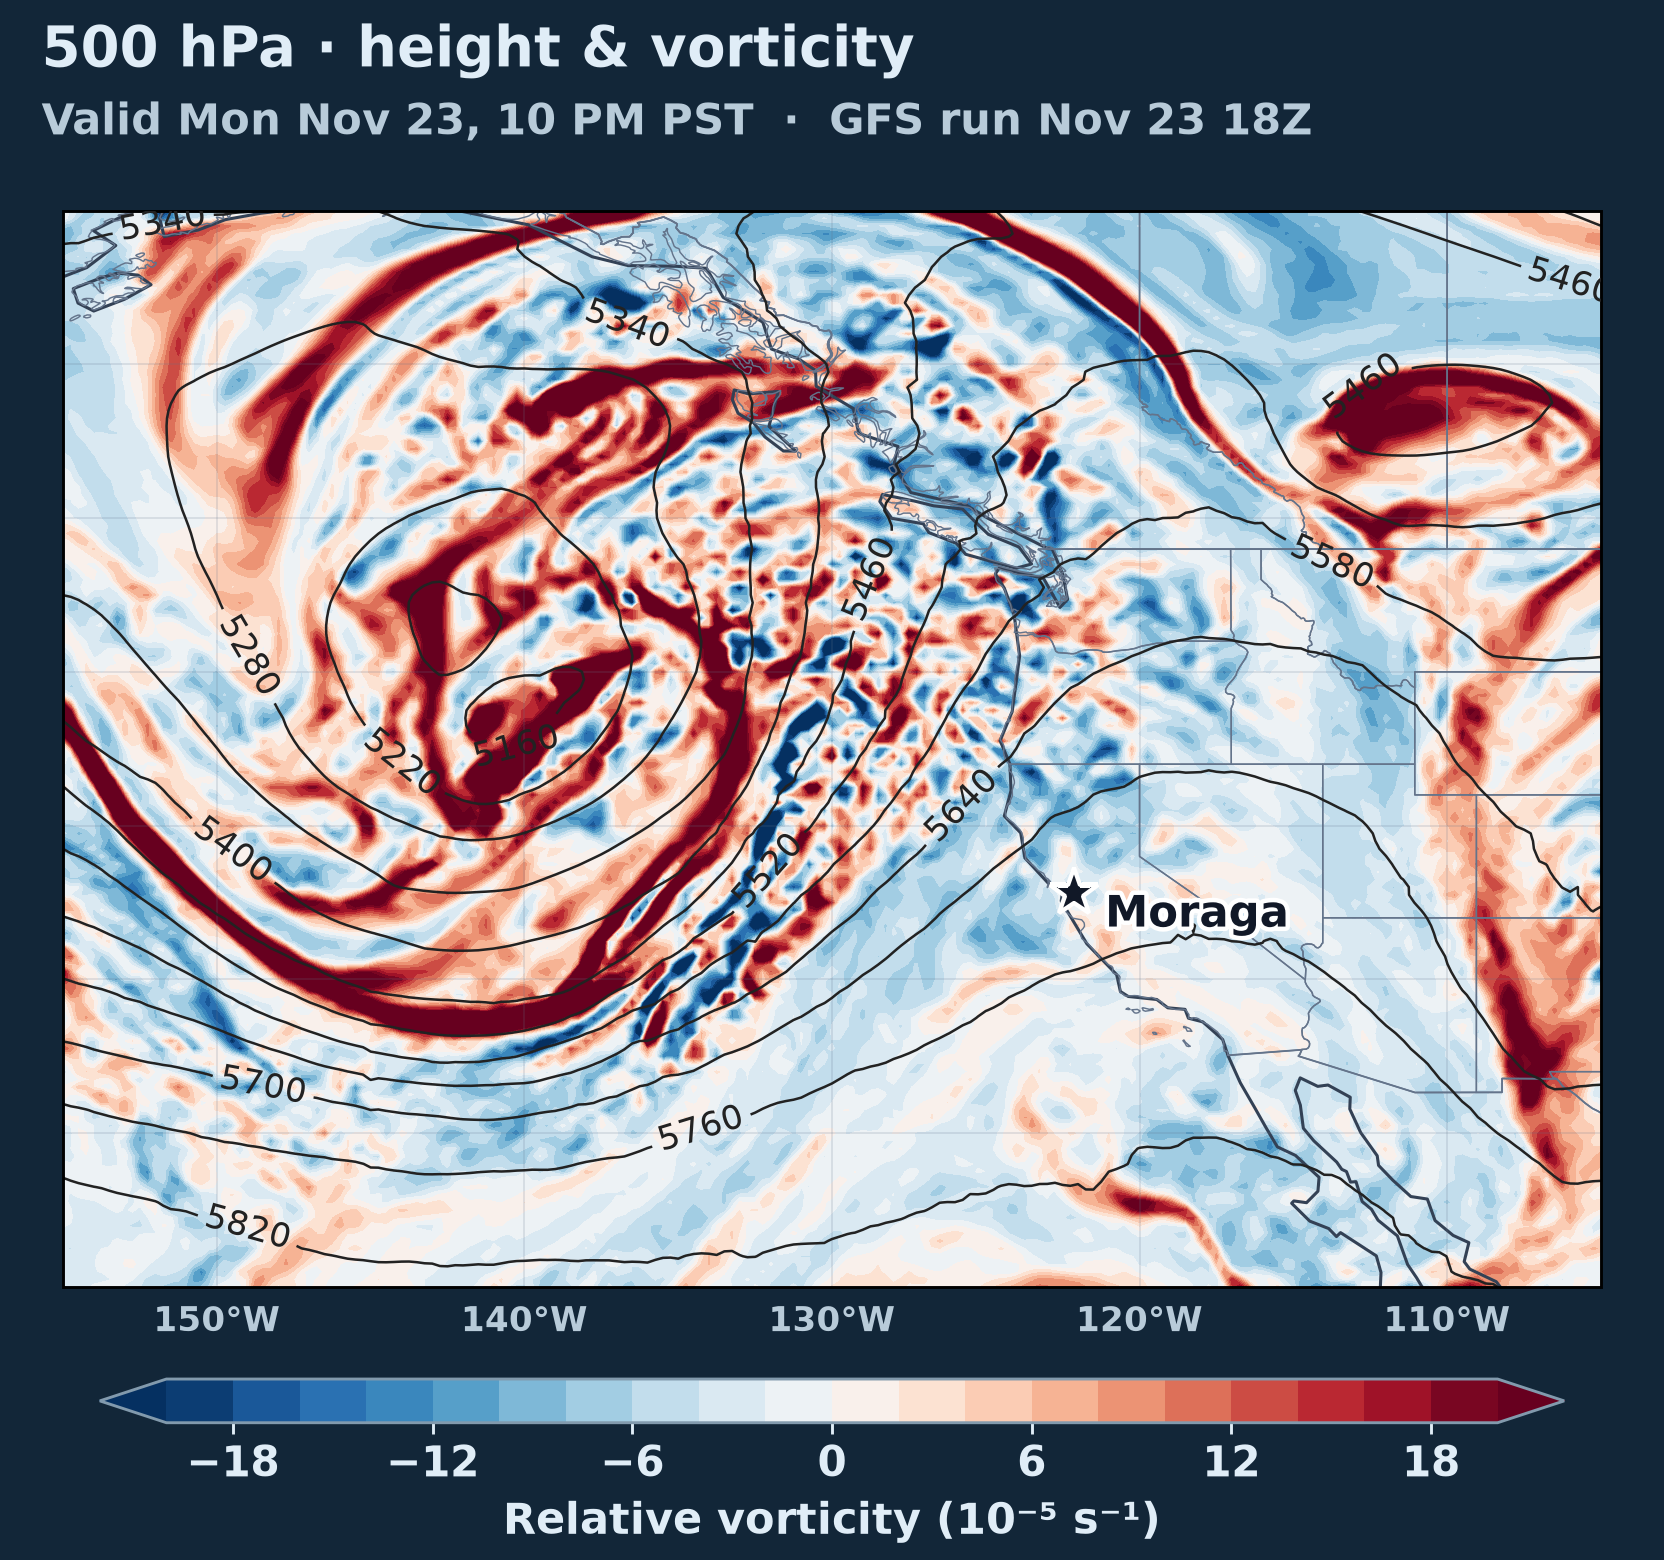 500 hPa · height & vorticity
Valid Mon Nov 23, 10 PM PST · GFS run Nov 23 18Z
5340
5460
5340
5460
5460
5580
5280
5160
5220
5640
5400
5520
Moraga
5700
5760
5820
150°W 140°W 130°W 120°W 110°W
−18 −12 −6 0 6 12 18
Relative vorticity (10⁻⁵ s⁻¹)